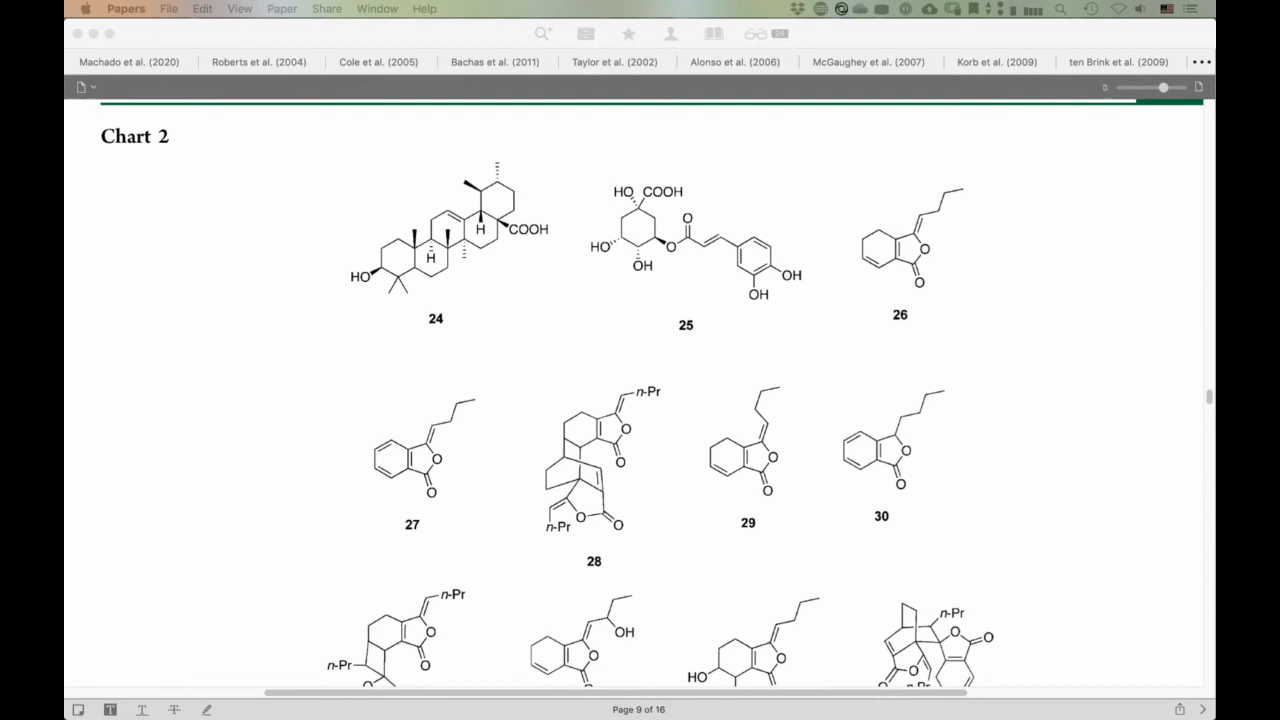 Papers File Edit View Paper Share Window Help
24
Machado et al. (2020) Roberts et al. (2004) Cole et al. (2005) Bachas et al. (2011) Taylor et al. (2002) Alonso et al. (2006) McGaughey et al. (2007) Korb et al. (2009) ten Brink et al. (2009)
Chart 2
HO COOH H H
24
HO COOH HO OH O O OH OH
25
O O
26
O O
27
n-Pr O O O O n-Pr
28
O O
29
O O
30
n-Pr O O n-Pr O
OH O O
HO O O
n-Pr O O O O n-Pr
Page 9 of 16